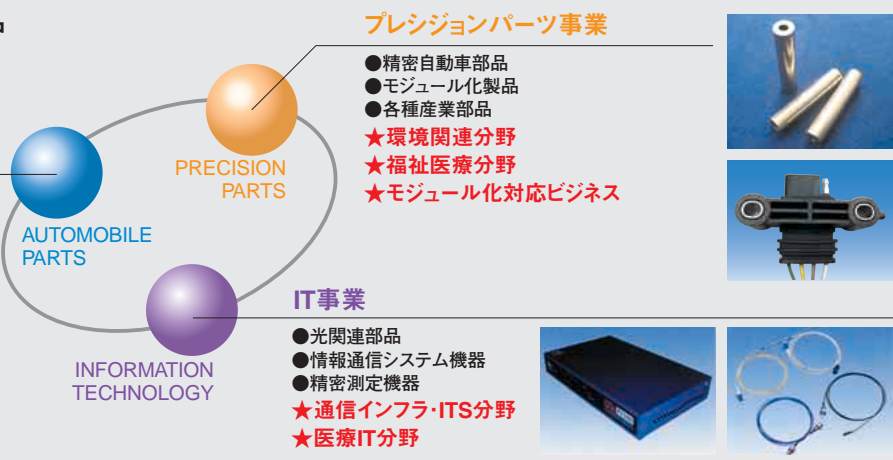 品
プレシジョンパーツ事業
●精密自動車部品
●モジュール化製品
●各種産業部品
★環境関連分野
★福祉医療分野
★モジュール化対応ビジネス
PRECISION
PARTS
AUTOMOBILE
PARTS
IT事業
●光関連部品
●情報通信システム機器
●精密測定機器
★通信インフラ・ITS分野
★医療IT分野
INFORMATION
TECHNOLOGY